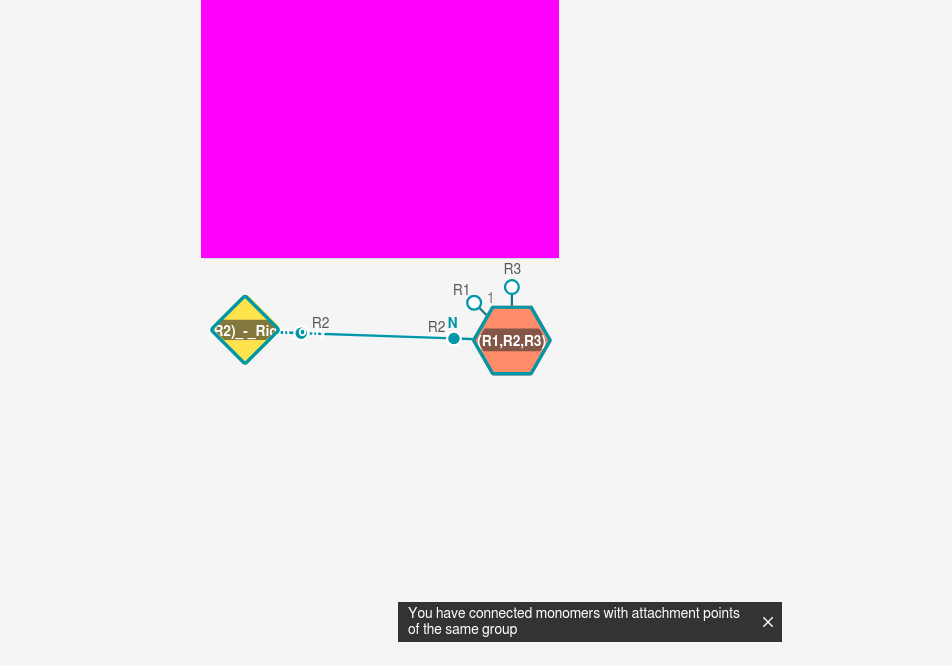 R3
R1
1
R2
R2
N
R2)_-_Right_only
(R1,R2,R3)
You have connected monomers with attachment points
of the same group